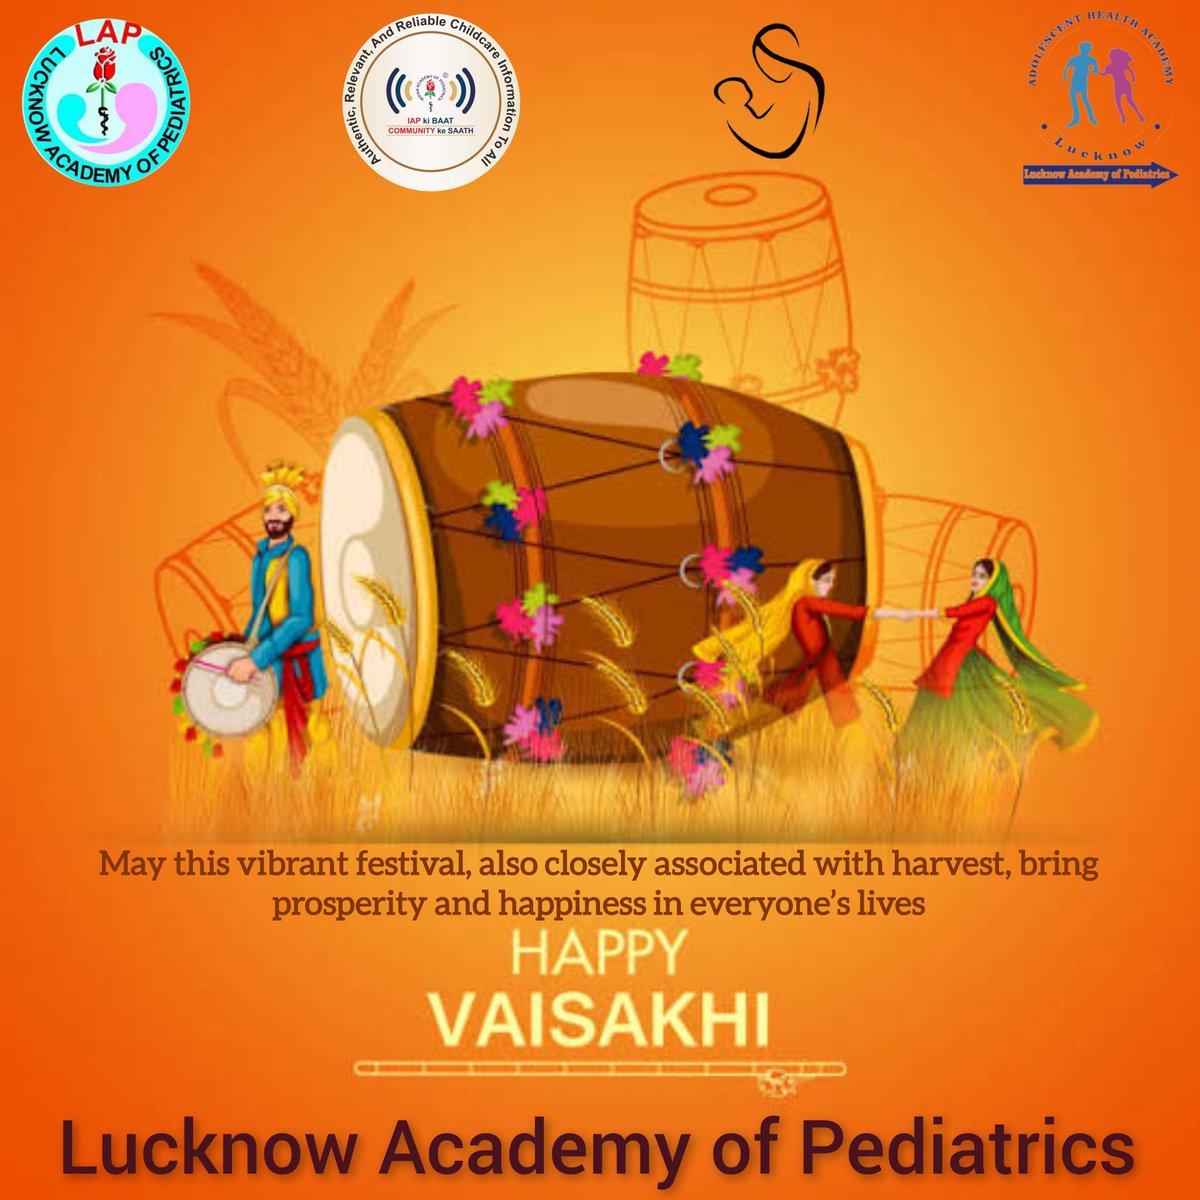 LAP
LUCKNOW ACADEMY OF PEDIATRICS
Authentic, Relevant, And Reliable Childcare Information To All
IAP ki BAAT
COMMUNITY ke SAATH
ADOLESCENT HEALTH ACADEMY
Lucknow
Lucknow Academy of Pediatrics
May this vibrant festival, also closely associated with harvest, bring
prosperity and happiness in everyone's lives
HAPPY
VAISAKHI
Lucknow Academy of Pediatrics